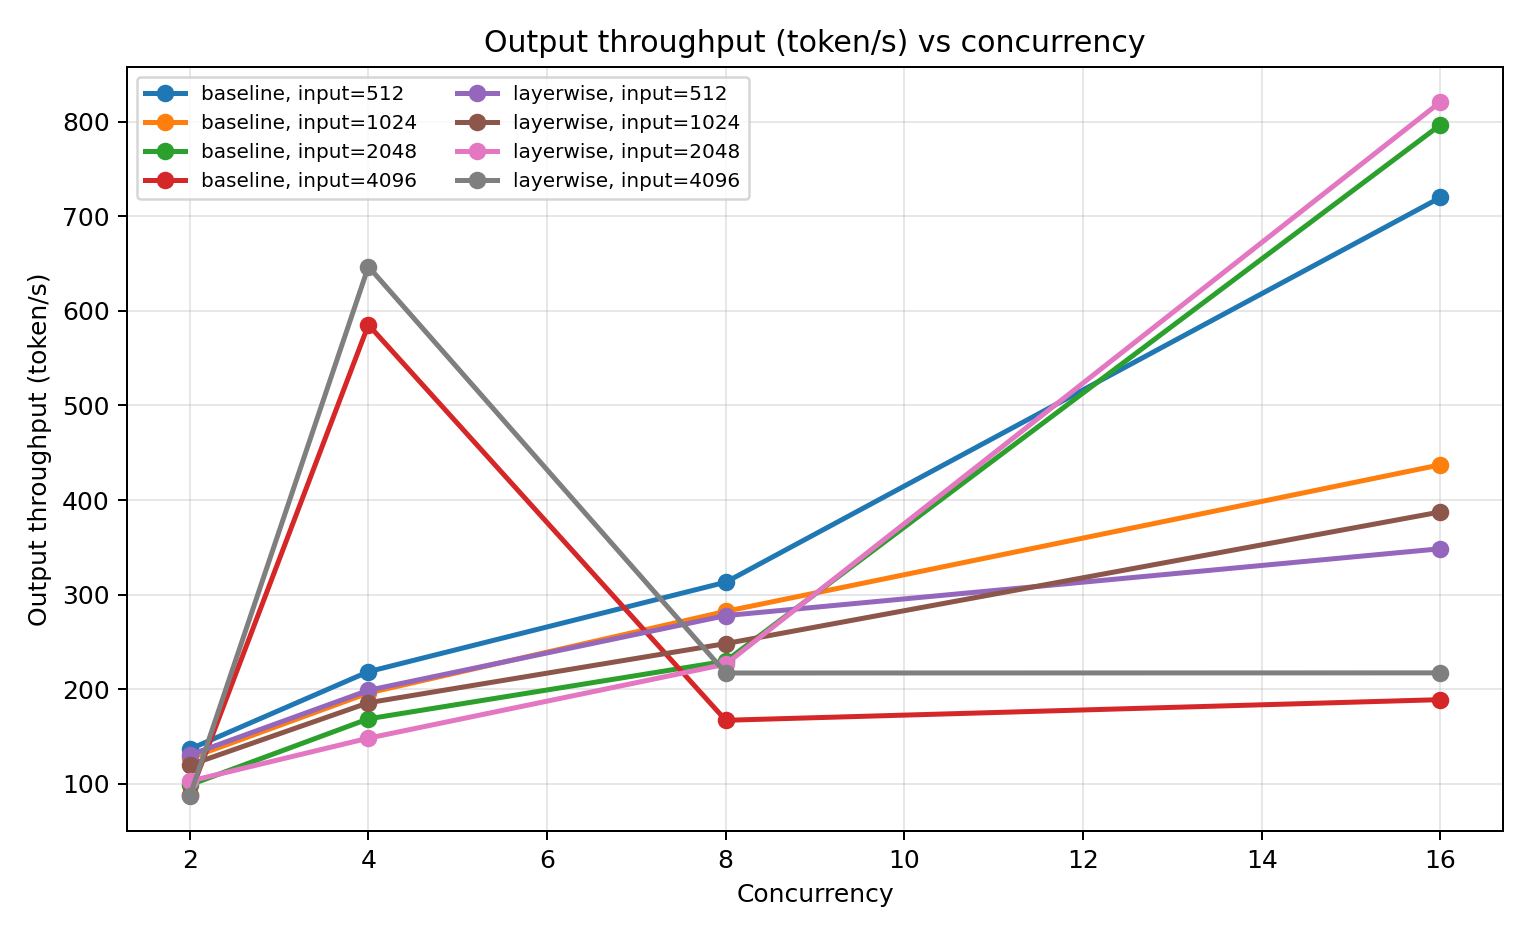 Output throughput (token/s) vs concurrency
baseline, input=512
baseline, input=1024
baseline, input=2048
baseline, input=4096
layerwise, input=512
layerwise, input=1024
layerwise, input=2048
layerwise, input=4096
Output throughput (token/s)
800
700
600
500
400
300
200
100
2 4 6 8 10 12 14 16
Concurrency